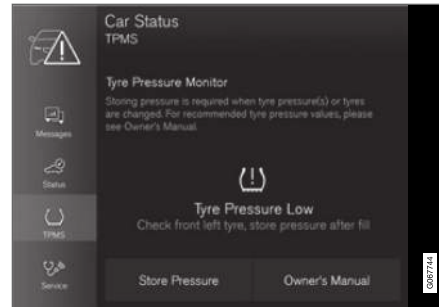 Car Status
TPMS
Tyre Pressure Monitor
Storing pressure is required when tyre pressure(s) or tyres
are changed. For recommended tyre pressure values, please
see Owner's Manual.
Messages
Status
Tyre Pressure Low
Check front left tyre, store pressure after fill
TPMS
Service
Store Pressure
Owner's Manual
G067744